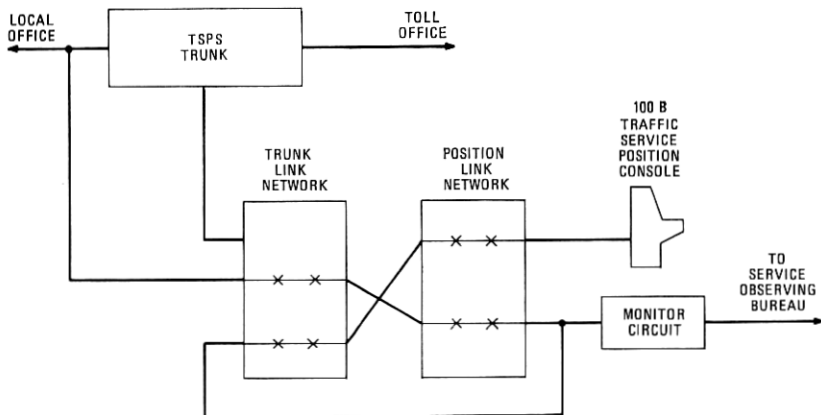 LOCAL
OFFICE
TSPS
TRUNK
TOLL
OFFICE
100 B
TRAFFIC
SERVICE
POSITION
CONSOLE
TRUNK
LINK
NETWORK
POSITION
LINK
NETWORK
TO
SERVICE
OBSERVING
BUREAU
MONITOR
CIRCUIT